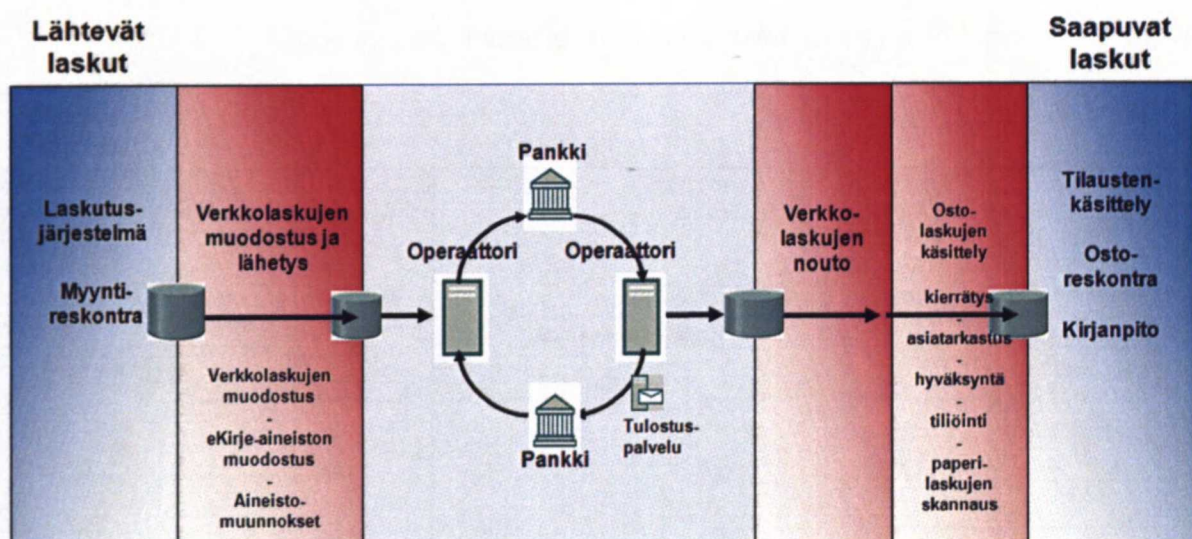 Lähtevät
laskut
Saapuvat
laskut
Laskutus-
järjestelmä
Myynti-
reskontra
Verkkolaskujen
muodostus ja
lähetys
Verkkolaskujen
muodostus
-
eKirje-aineiston
muodostus
-
Aineisto-
muunnokset
Pankki
Operaattori
Operaattori
Pankki
Tulostus-
palvelu
Verkko-
laskujen
nouto
Osto-
laskujen
käsittely
kierrätys
-
asiatarkastus
-
hyväksyntä
-
tiliöinti
-
paperi-
laskujen
skannaus
Tilausten-
käsittely
Osto-
reskontra
Kirjanpito